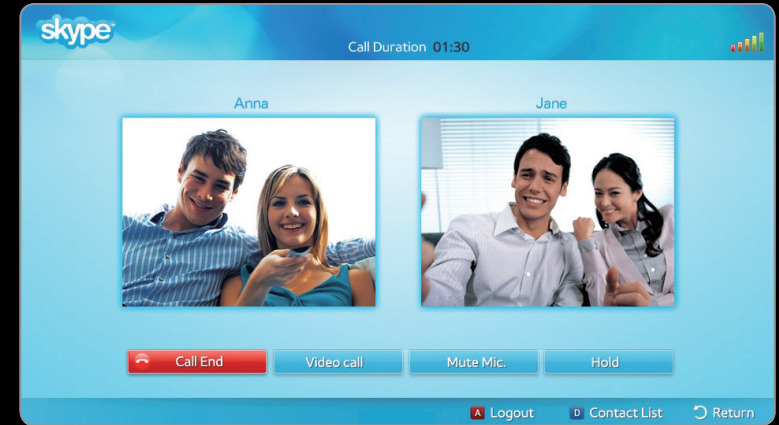 skype
Call Duration 01:30
Anna
Jane
Call End
Video call
Mute Mic.
Hold
A Logout
D Contact List
Return